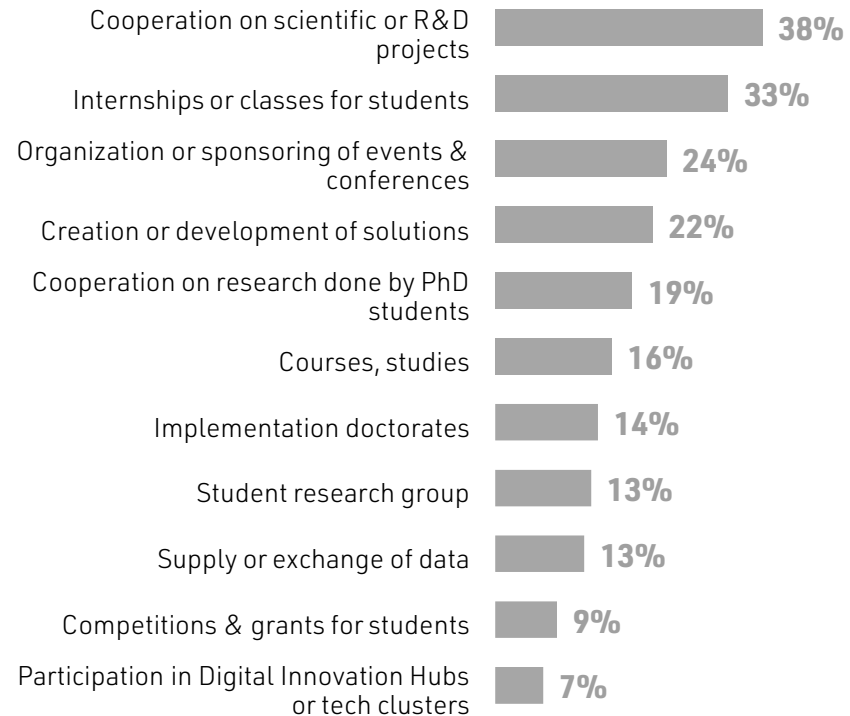 Cooperation on scientific or R&D
projects
38%
Internships or classes for students
33%
Organization or sponsoring of events &
conferences
24%
Creation or development of solutions
22%
Cooperation on research done by PhD
students
19%
Courses, studies
16%
Implementation doctorates
14%
Student research group
13%
Supply or exchange of data
13%
Competitions & grants for students
9%
Participation in Digital Innovation Hubs
or tech clusters
7%